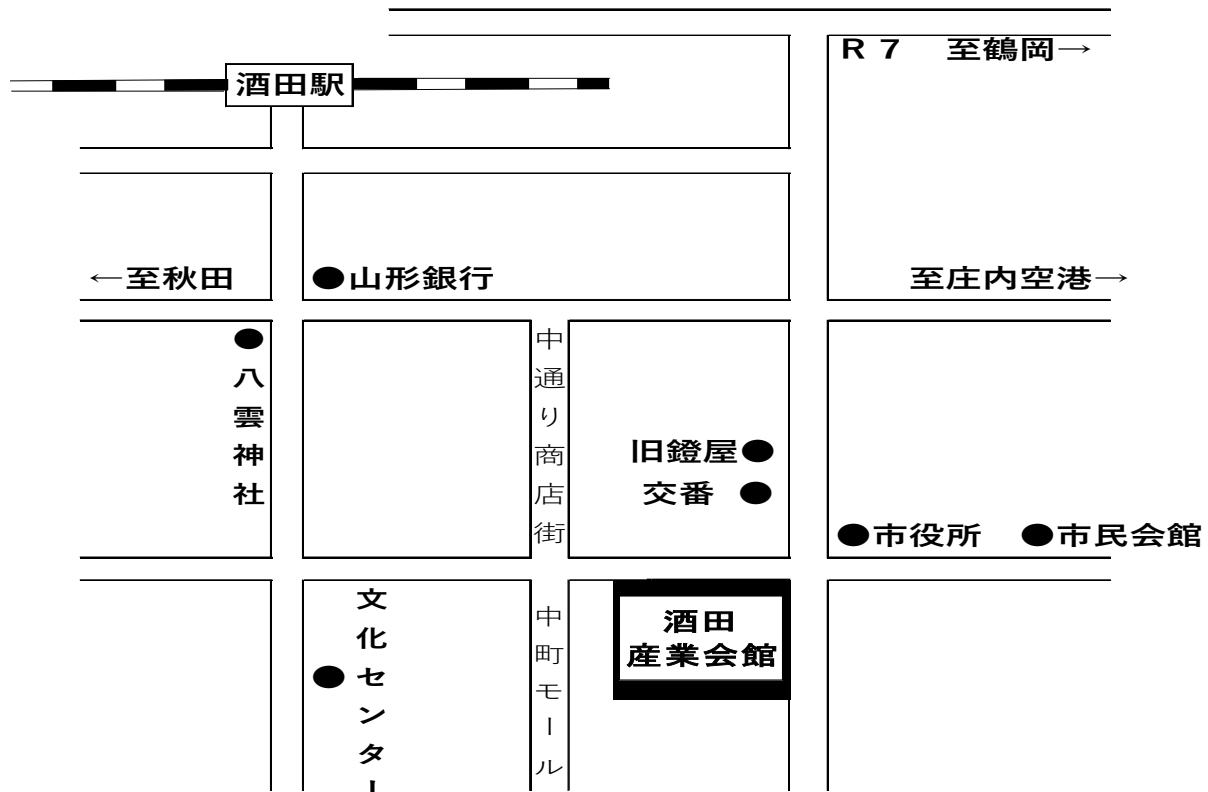 R 7 至鶴岡→
酒田駅
←至秋田
●山形銀行
至庄内空港→
●八雲神社
中通り商店街
旧鐙屋●
交番 ●
●市役所 ●市民会館
●文化センター
中町モール
酒田
産業会館